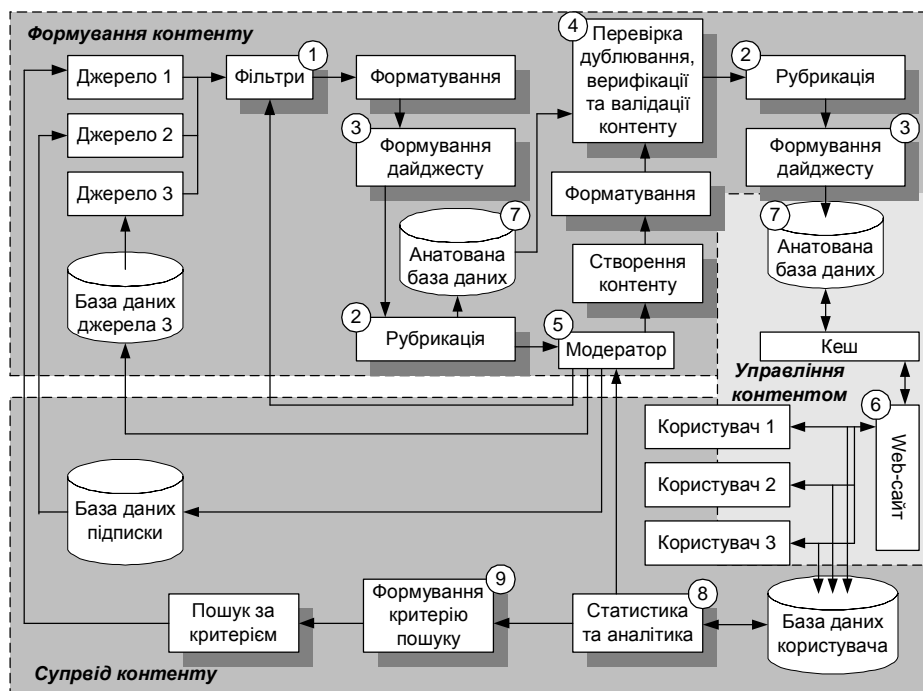 Формування контенту
Джерело 1
Джерело 2
Джерело 3
База даних
джерела 3
1
Фільтри
Форматування
3
Формування
дайджесту
7
Анатована
база даних
2
Рубрикація
4
Перевірка
дублювання,
верифікації
та валідації
контенту
Форматування
Створення
контенту
5
Модератор
2
Рубрикація
3
Формування
дайджесту
7
Анатована
база даних
Кеш
Управління
контентом
6
Web-сайт
Користувач 1
Користувач 2
Користувач 3
База даних
підписки
Пошук за
критерієм
9
Формування
критерію
пошуку
8
Статистика
та аналітика
База даних
користувача
Супрвід контенту